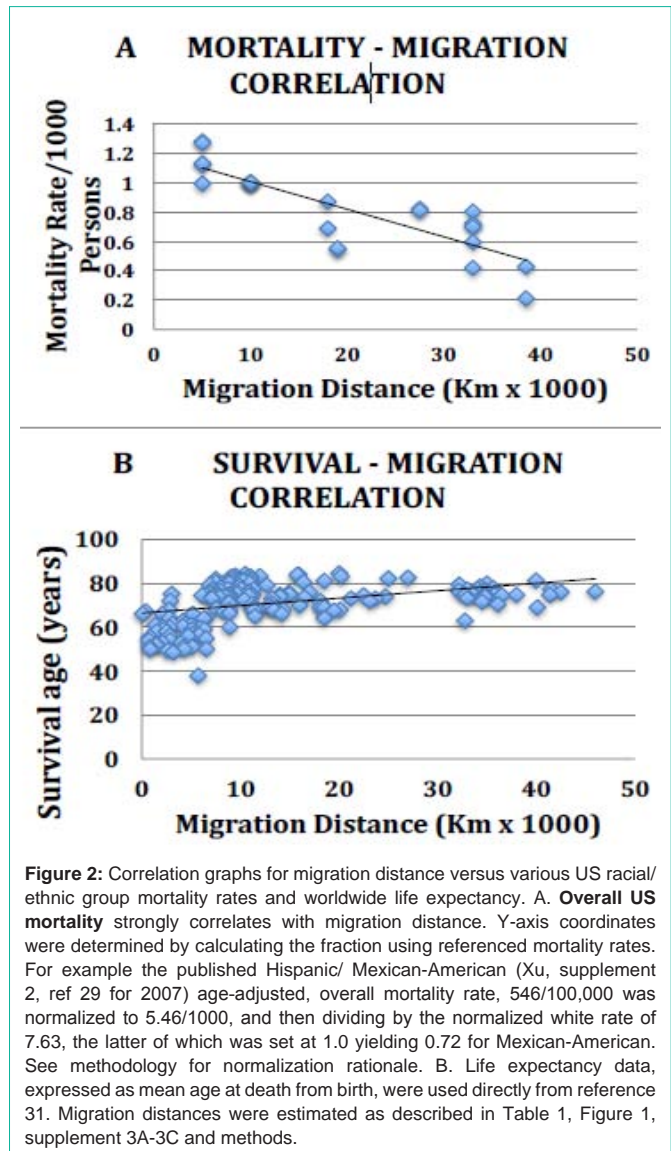 A MORTALITY - MIGRATION
CORRELATION
Mortality Rate/1000
Persons
1.4
1.2
1
0.8
0.6
0.4
0.2
0
0 10 20 30 40 50
Migration Distance (Km x 1000)
B SURVIVAL - MIGRATION
CORRELATION
Survival age (years)
100
80
60
40
20
0
0 10 20 30 40 50
Migration Distance (Km x 1000)
Figure 2: Correlation graphs for migration distance versus various US racial/
ethnic group mortality rates and worldwide life expectancy. A. Overall US
mortality strongly correlates with migration distance. Y-axis coordinates
were determined by calculating the fraction using referenced mortality rates.
For example the published Hispanic/ Mexican-American (Xu, supplement
2, ref 29 for 2007) age-adjusted, overall mortality rate, 546/100,000 was
normalized to 5.46/1000, and then dividing by the normalized white rate of
7.63, the latter of which was set at 1.0 yielding 0.72 for Mexican-American.
See methodology for normalization rationale. B. Life expectancy data,
expressed as mean age at death from birth, were used directly from reference
31. Migration distances were estimated as described in Table 1, Figure 1,
supplement 3A-3C and methods.